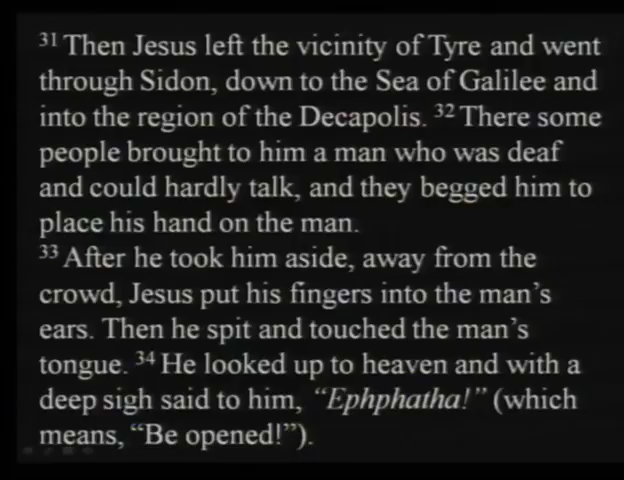 31 Then Jesus left the vicinity of Tyre and went
through Sidon, down to the Sea of Galilee and
into the region of the Decapolis. 32 There some
people brought to him a man who was deaf
and could hardly talk, and they begged him to
place his hand on the man.
33 After he took him aside, away from the
crowd, Jesus put his fingers into the man’s
ears. Then he spit and touched the man’s
tongue. 34 He looked up to heaven and with a
deep sigh said to him, “Ephphatha!” (which
means, “Be opened!”).